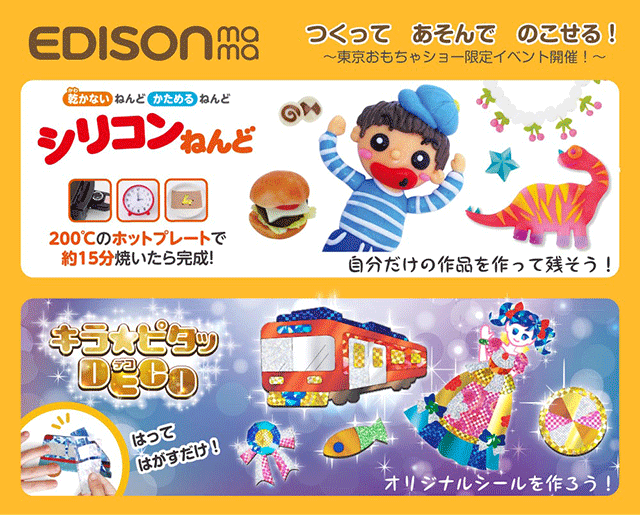 EDISONmama
つくって あそんで のこせる！
～東京おもちゃショー限定イベント開催！～
かわ
乾かないねんど かためるねんど
シリコンねんど
200℃のホットプレートで
約15分焼いたら完成!
自分だけの作品を作って残そう！
キラ★ピタッ
デコ
DECO
はって
はがすだけ！
オリジナルシールを作ろう！